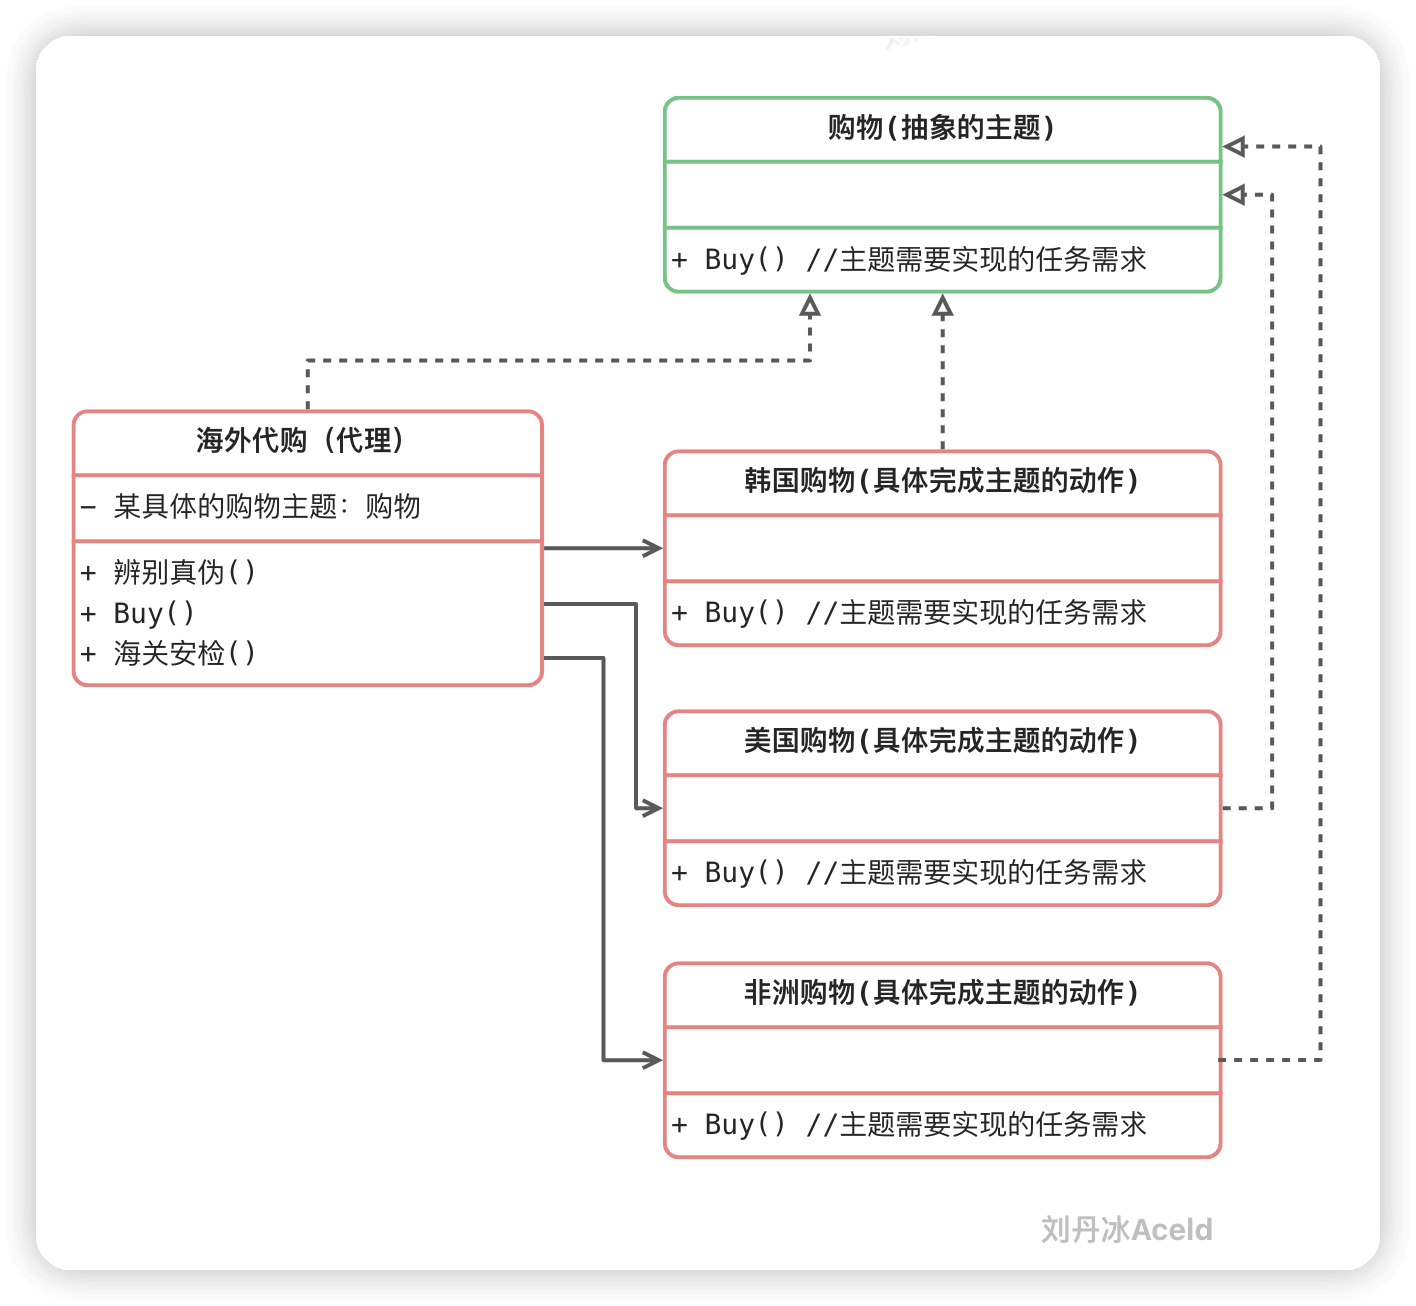 购物(抽象的主题)
+ Buy() //主题需要实现的任务需求
海外代购（代理）
- 某具体的购物主题：购物
+ 辨别真伪()
+ Buy()
+ 海关安检()
韩国购物(具体完成主题的动作)
+ Buy() //主题需要实现的任务需求
美国购物(具体完成主题的动作)
+ Buy() //主题需要实现的任务需求
非洲购物(具体完成主题的动作)
+ Buy() //主题需要实现的任务需求
刘丹冰Aceld